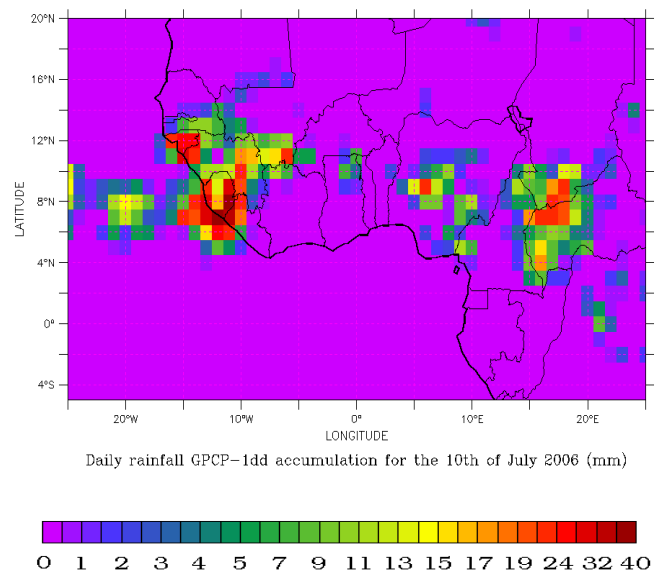 20°N
16°N
12°N
8°N
4°N
0°
4°S
LATITUDE
20°W 10°W 0° 10°E 20°E
LONGITUDE
Daily rainfall GPCP-1dd accumulation for the 10th of July 2006 (mm)
0 1 2 3 4 5 7 9 11 13 15 17 19 24 32 40